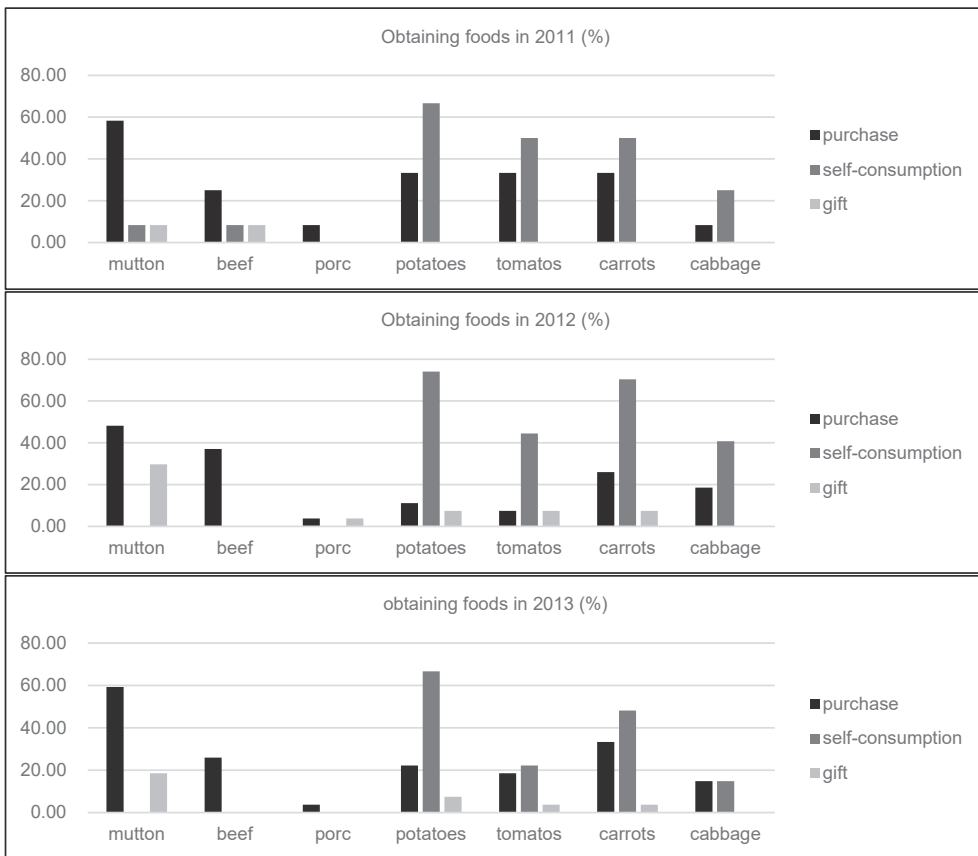 Obtaining foods in 2011 (%)
80.00
60.00
40.00
20.00
0.00
mutton beef porc potatoes tomatos carrots cabbage
purchase
self-consumption
gift
Obtaining foods in 2012 (%)
80.00
60.00
40.00
20.00
0.00
mutton beef porc potatoes tomatos carrots cabbage
purchase
self-consumption
gift
obtaining foods in 2013 (%)
80.00
60.00
40.00
20.00
0.00
mutton beef porc potatoes tomatos carrots cabbage
purchase
self-consumption
gift